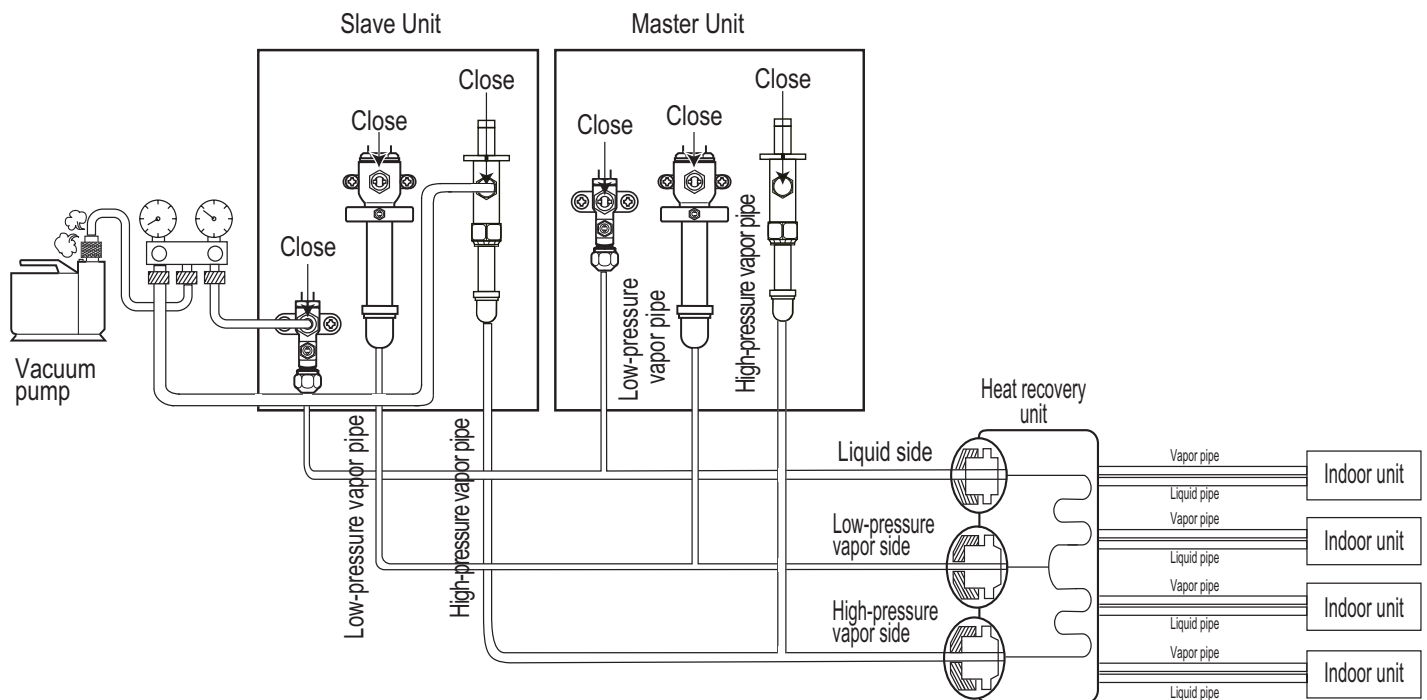 Slave Unit
Master Unit
Close
Close
Close
Close
Close
Close
Vacuum
pump
Low-pressure
vapor pipe
High-pressure vapor pipe
Low-pressure vapor pipe
High-pressure vapor pipe
Heat recovery
unit
Liquid side
Low-pressure
vapor side
High-pressure
vapor side
Vapor pipe
Liquid pipe
Indoor unit
Vapor pipe
Liquid pipe
Indoor unit
Vapor pipe
Liquid pipe
Indoor unit
Vapor pipe
Liquid pipe
Indoor unit